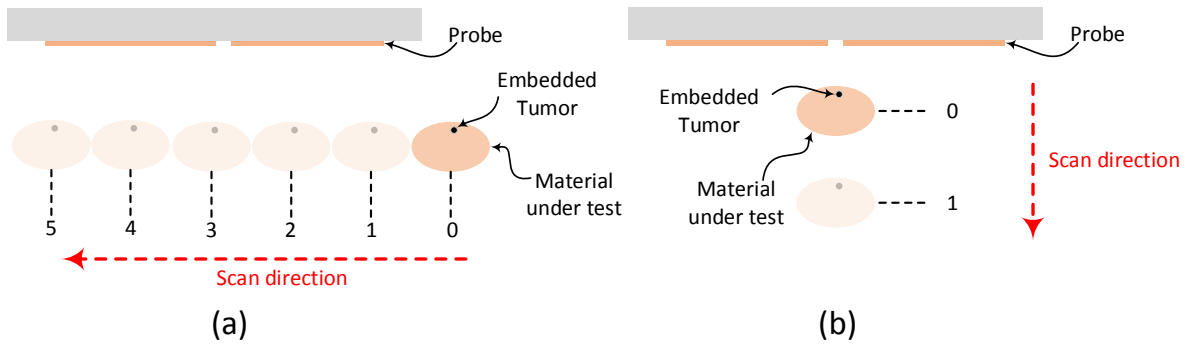 Probe
Embedded
Tumor
Material
under test
5 4 3 2 1 0
Scan direction
(a)
Probe
Embedded
Tumor
0
Scan direction
Material
under test
1
(b)